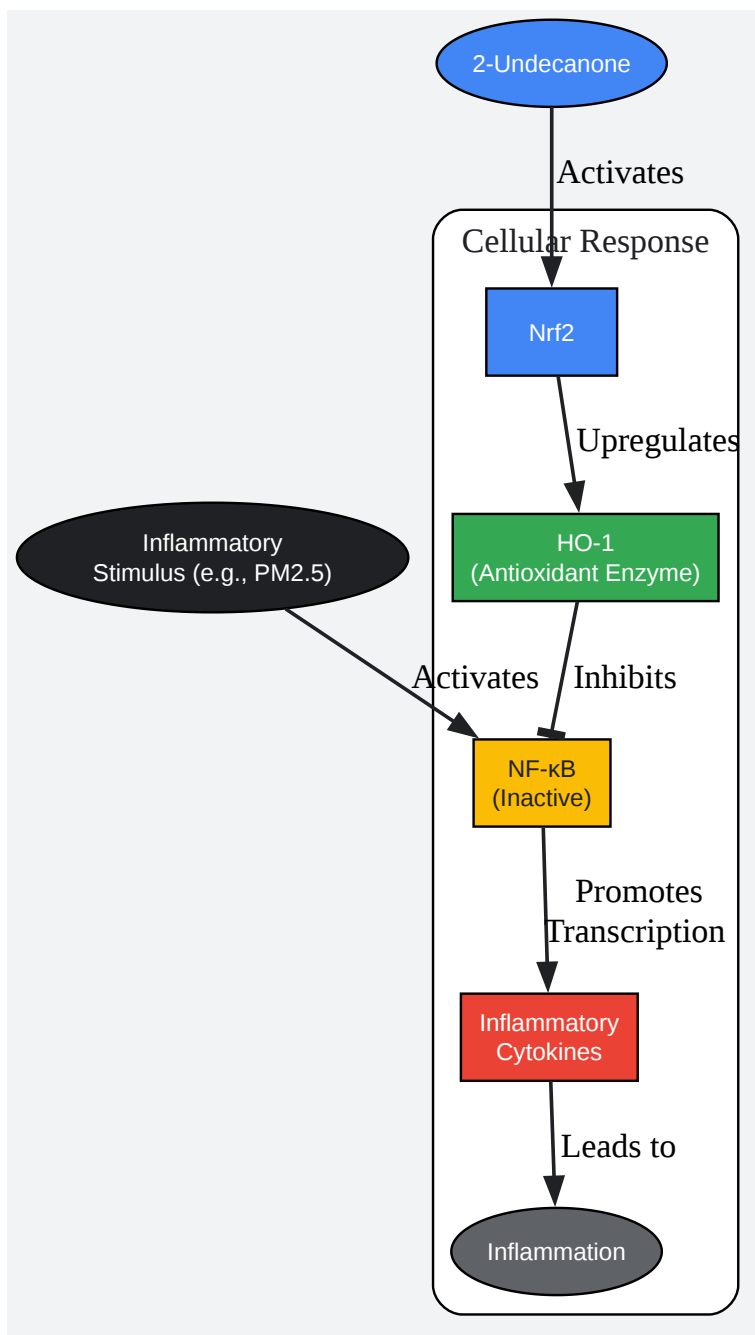 2-Undecanone
Activates
Cellular Response
Nrf2
Upregulates
Inflammatory
Stimulus (e.g., PM2.5)
HO-1
(Antioxidant Enzyme)
Activates
Inhibits
NF-κB
(Inactive)
Promotes
Transcription
Inflammatory
Cytokines
Leads to
Inflammation